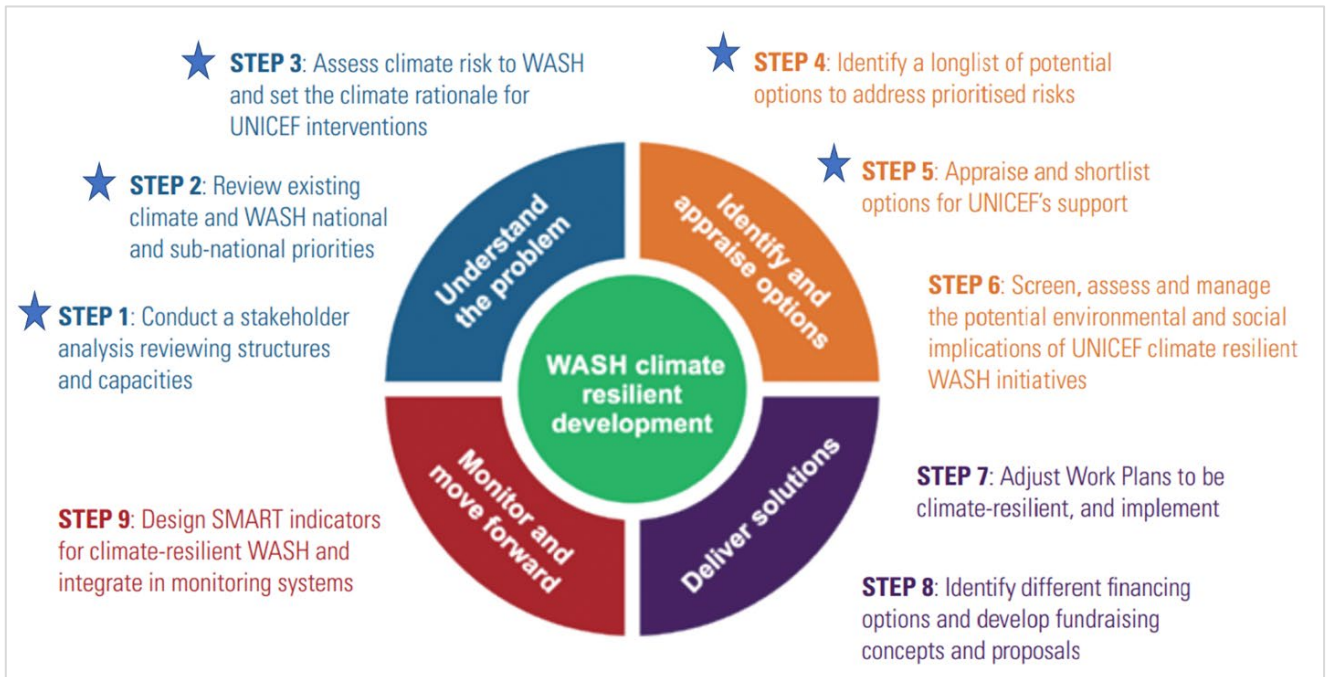 STEP 3: Assess climate risk to WASH
and set the climate rationale for
UNICEF interventions
STEP 2: Review existing
climate and WASH national
and sub-national priorities
STEP 1: Conduct a stakeholder
analysis reviewing structures
and capacities
STEP 4: Identify a longlist of potential
options to address prioritised risks
STEP 5: Appraise and shortlist
options for UNICEF's support
STEP 6: Screen, assess and manage
the potential environmental and social
implications of UNICEF climate resilient
WASH initiatives
STEP 7: Adjust Work Plans to be
climate-resilient, and implement
STEP 8: Identify different financing
options and develop fundraising
concepts and proposals
STEP 9: Design SMART indicators
for climate-resilient WASH and
integrate in monitoring systems
Understand
the problem
Identify and
appraise options
Deliver solutions
Monitor and
move forward
WASH climate
resilient
development